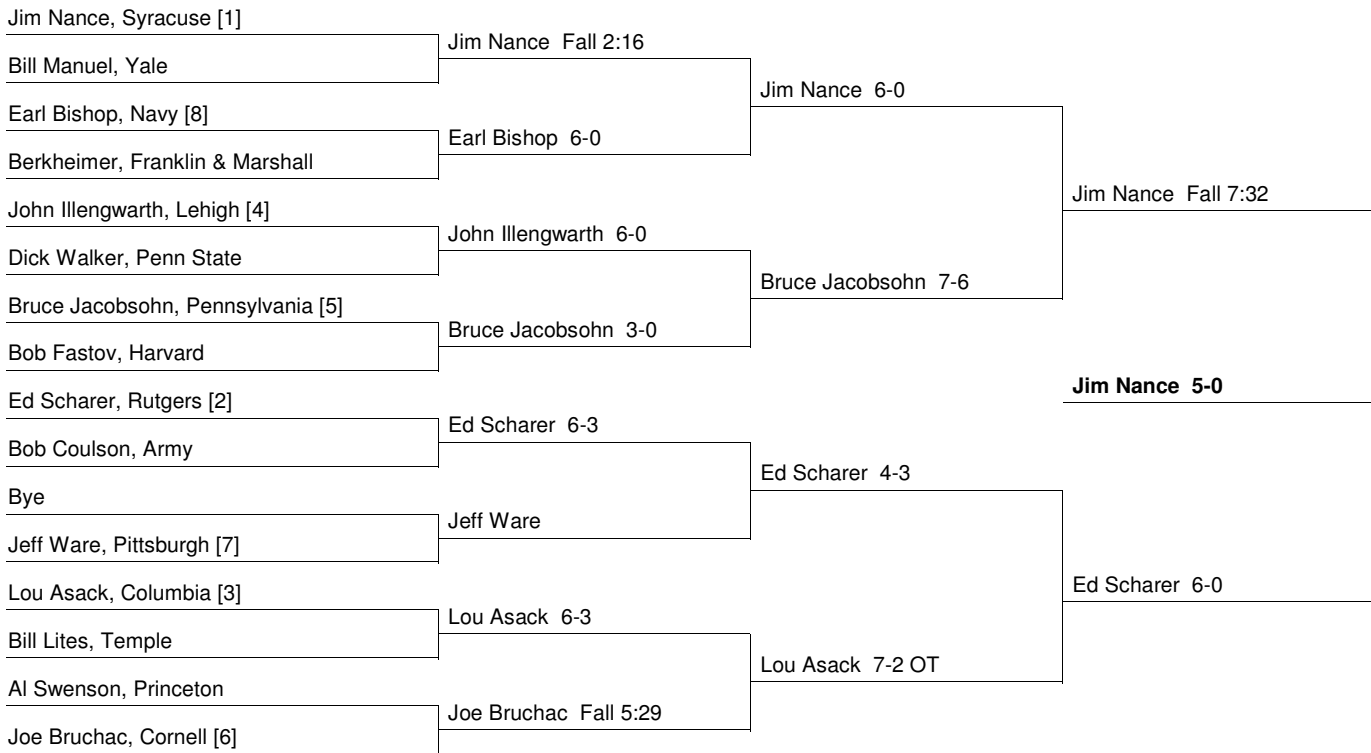 Jim Nance, Syracuse [1]
Bill Manuel, Yale
Earl Bishop, Navy [8]
Berkheimer, Franklin & Marshall
John Illengwarth, Lehigh [4]
Dick Walker, Penn State
Bruce Jacobsohn, Pennsylvania [5]
Bob Fastov, Harvard
Ed Scharer, Rutgers [2]
Bob Coulson, Army
Bye
Jeff Ware, Pittsburgh [7]
Lou Asack, Columbia [3]
Bill Lites, Temple
Al Swenson, Princeton
Joe Bruchac, Cornell [6]
Jim Nance Fall 2:16
Earl Bishop 6-0
John Illengwarth 6-0
Bruce Jacobsohn 3-0
Ed Scharer 6-3
Jeff Ware
Lou Asack 6-3
Joe Bruchac Fall 5:29
Jim Nance 6-0
Bruce Jacobsohn 7-6
Ed Scharer 4-3
Lou Asack 7-2 OT
Jim Nance Fall 7:32
Jim Nance 5-0
Ed Scharer 6-0